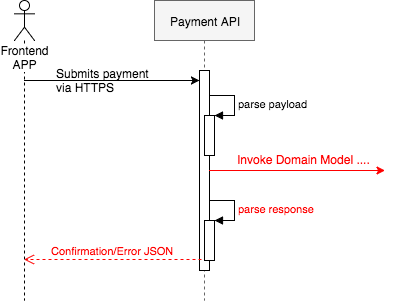 Payment API
Frontend
APP
Submits payment
via HTTPS
parse payload
Invoke Domain Model ....
parse response
Confirmation/Error JSON